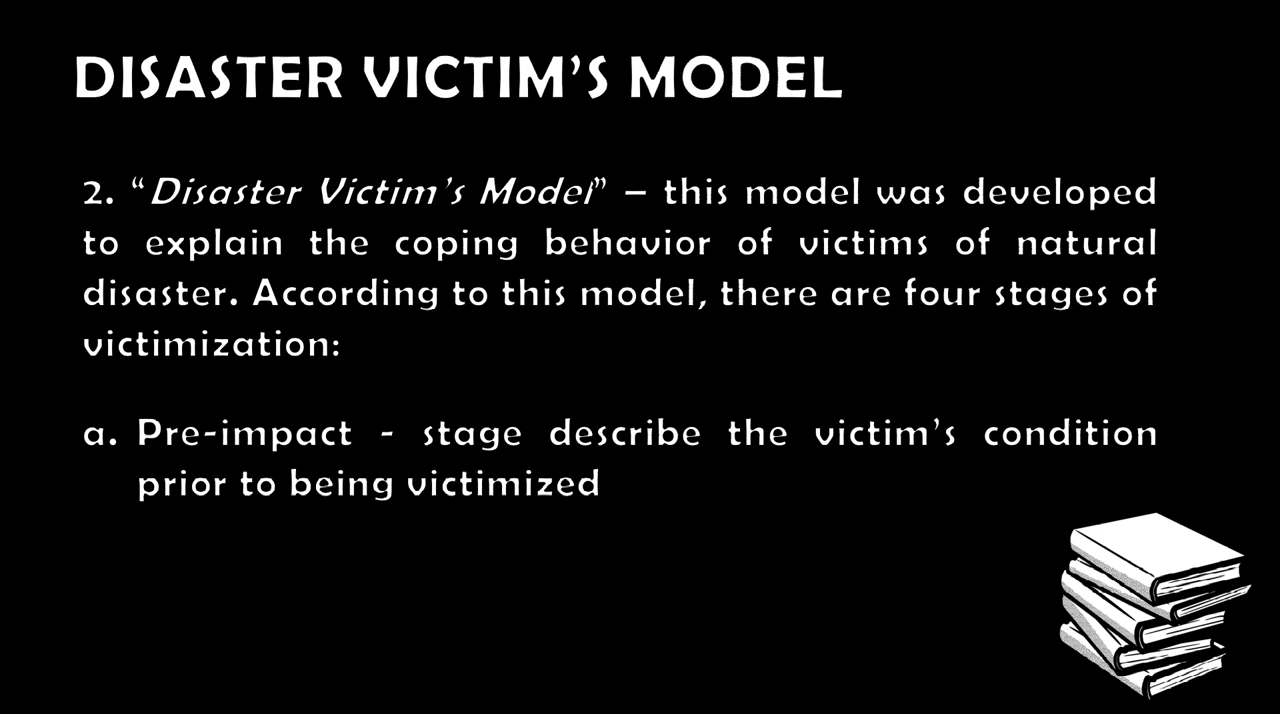 DISASTER VICTIM’S MODEL
2. “Disaster Victim’s Model” – this model was developed
to explain the coping behavior of victims of natural
disaster. According to this model, there are four stages of
victimization:
a. Pre-impact - stage describe the victim’s condition
prior to being victimized